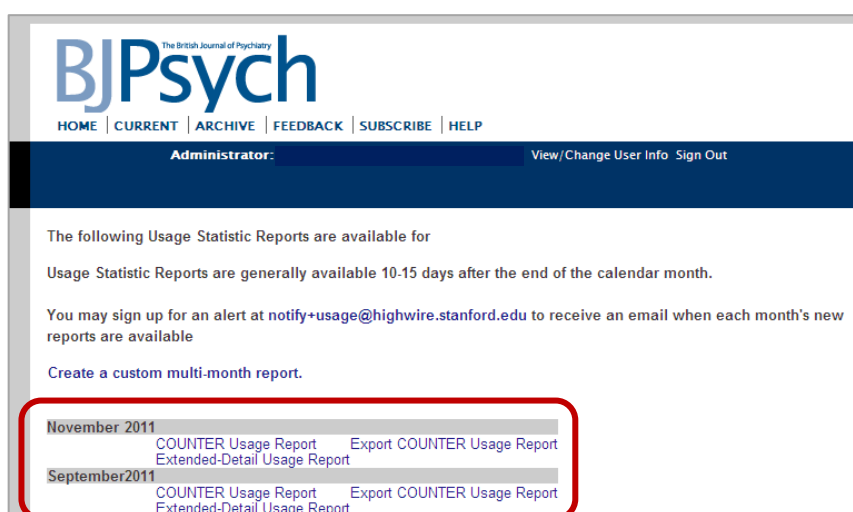 The British Journal of Psychiatry
BJPsych
HOME | CURRENT | ARCHIVE | FEEDBACK | SUBSCRIBE | HELP
Administrator: View/Change User Info Sign Out
The following Usage Statistic Reports are available for
Usage Statistic Reports are generally available 10-15 days after the end of the calendar month.
You may sign up for an alert at notify+usage@highwire.stanford.edu to receive an email when each month's new
reports are available
Create a custom multi-month report.
November 2011
COUNTER Usage Report Export COUNTER Usage Report
Extended-Detail Usage Report
September2011
COUNTER Usage Report Export COUNTER Usage Report
Extended-Detail Usage Report